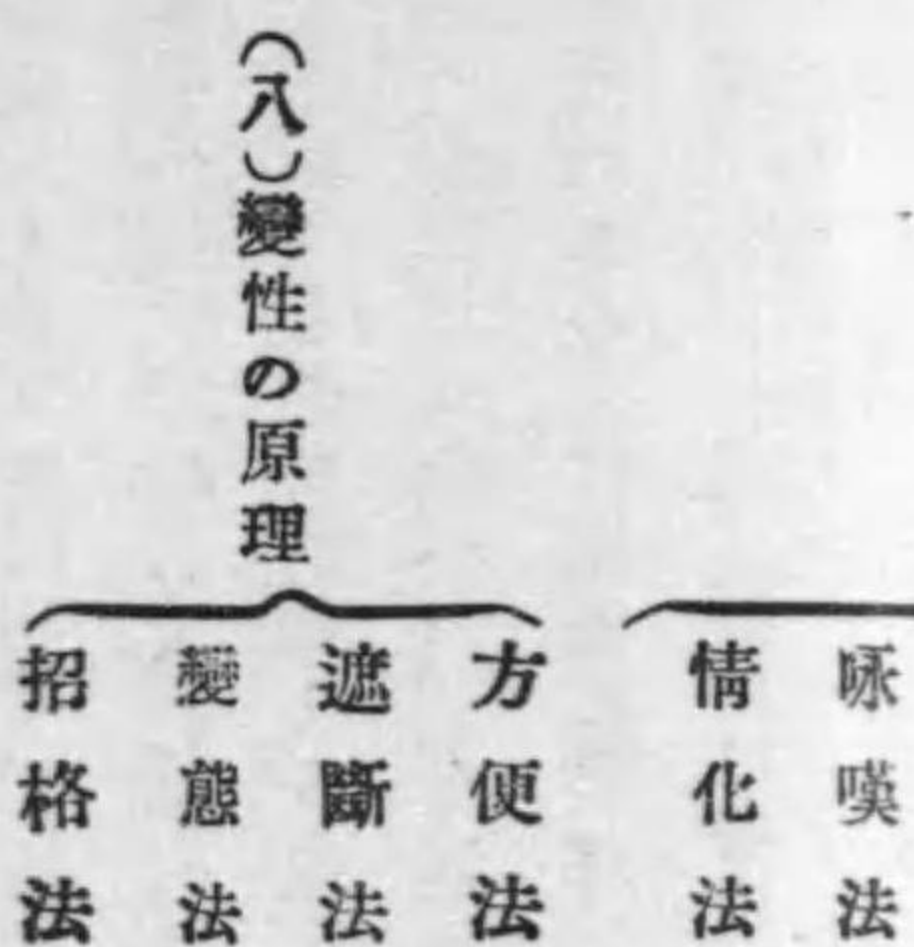 咏嘆法
情化法
(八)變性の原理
方便法
遮斷法
變態法
招格法